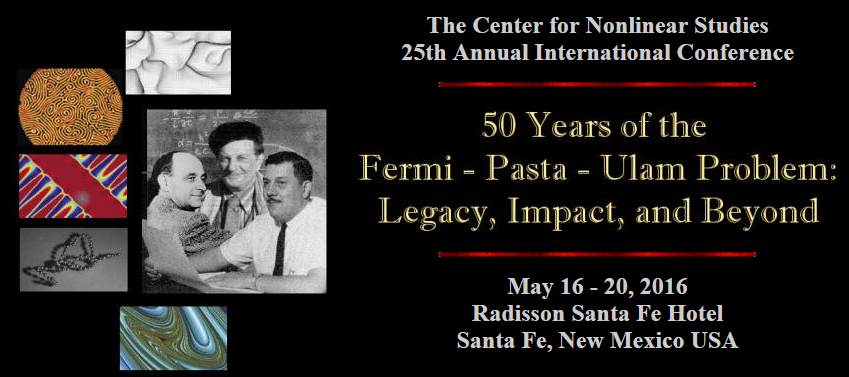 The Center for Nonlinear Studies
25th Annual International Conference
50 Years of the
Fermi - Pasta - Ulam Problem:
Legacy, Impact, and Beyond
May 16 - 20, 2016
Radisson Santa Fe Hotel
Santa Fe, New Mexico USA